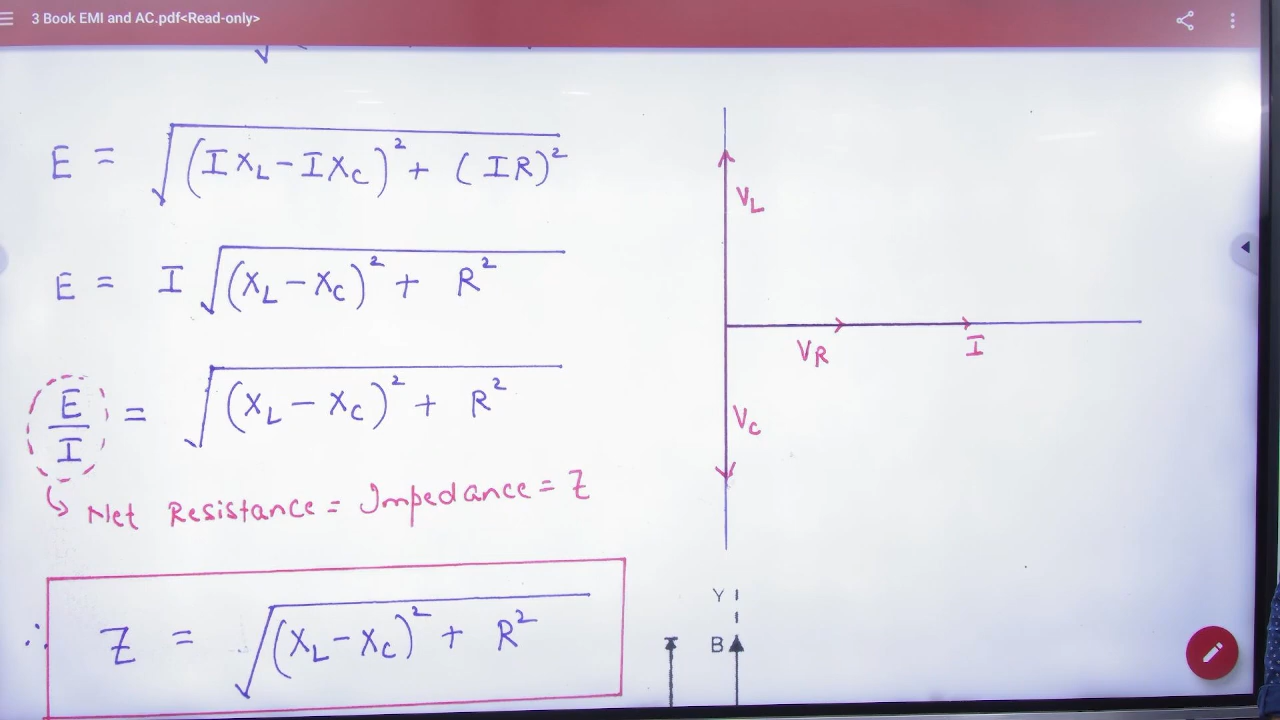 3 Book EMI and AC.pdf<Read-only>
E = √((IX_L - IX_C)² + (IR)²)
E = I √((X_L - X_C)² + R²)
E/I = √((X_L - X_C)² + R²)
↳ Net Resistance = Impedance = Z
∴ Z = √((X_L - X_C)² + R²)
V_L
V_R
I
V_C
Y
B